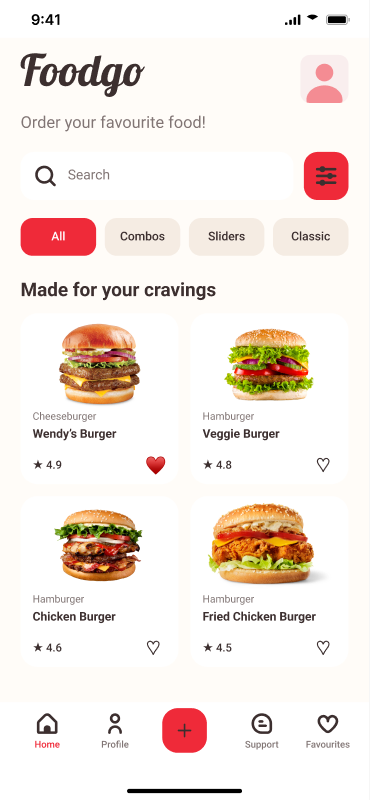 9:41
Foodgo
Order your favourite food!
Search
All Combos Sliders Classic
Made for your cravings
Cheeseburger
Wendy's Burger
★ 4.9
Hamburger
Veggie Burger
★ 4.8
Hamburger
Chicken Burger
★ 4.6
Hamburger
Fried Chicken Burger
★ 4.5
Home Profile + Support Favourites